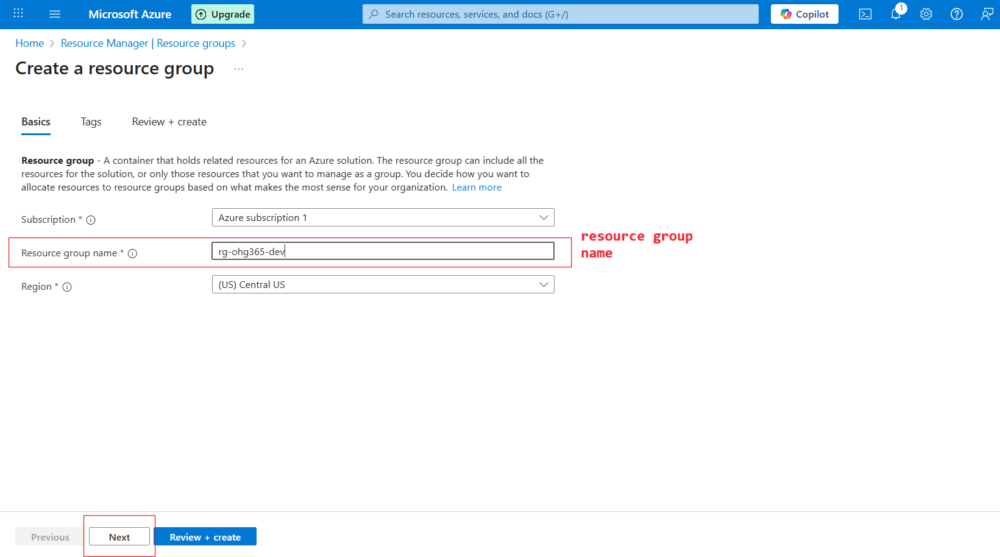 Microsoft Azure
Upgrade
Search resources, services, and docs (G+/)
Copilot
1
Home > Resource Manager | Resource groups >
Create a resource group ...
Basics Tags Review + create
Resource group - A container that holds related resources for an Azure solution. The resource group can include all the
resources for the solution, or only those resources that you want to manage as a group. You decide how you want to
allocate resources to resource groups based on what makes the most sense for your organization. Learn more
Subscription *
Azure subscription 1
Resource group name *
rg-ohg365-dev
resource group
name
Region *
(US) Central US
Previous
Next
Review + create